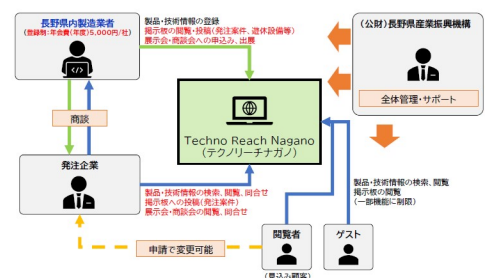 長野県内製造業者
(登録制:年会費(年度)5,000円/社)
製品・技術情報の登録
掲示板の閲覧・投稿(発注案件、遊休設備等)
展示会・商談会への申込み、出展
(公財)長野県産業振興機構
全体管理・サポート
商談
Techno Reach Nagano
(テクノリーチナガノ)
発注企業
製品・技術情報の検索、閲覧、問合せ
掲示板への投稿(発注案件)
展示会・商談会の閲覧、問合せ
製品・技術情報の検索、閲覧
掲示板の閲覧
(一部機能に制限)
申請で変更可能
閲覧者
(見込み顧客)
ゲスト